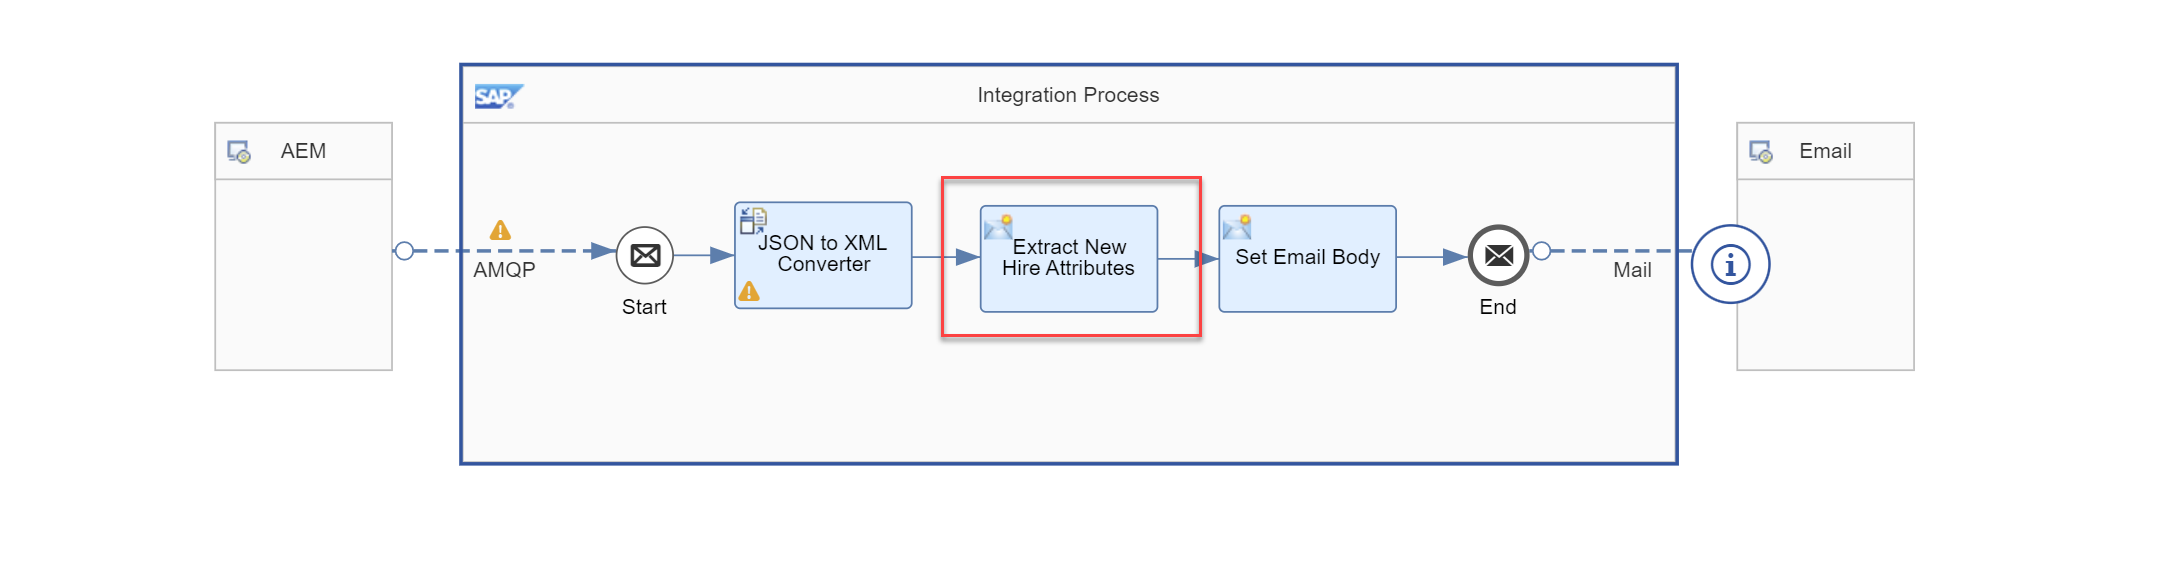 SAP
Integration Process
AEM
Email
AMQP
Start
JSON to XML
Converter
Extract New
Hire Attributes
Set Email Body
End
Mail